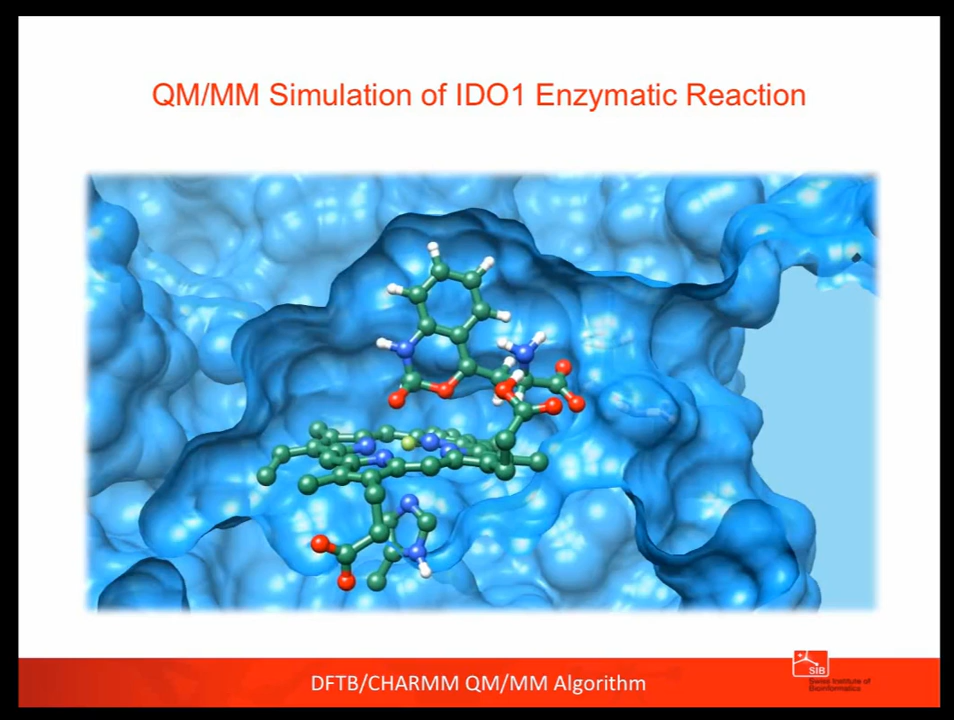 QM/MM Simulation of IDO1 Enzymatic Reaction
SIB
Swiss Institute of
Bioinformatics
DFTB/CHARMM QM/MM Algorithm